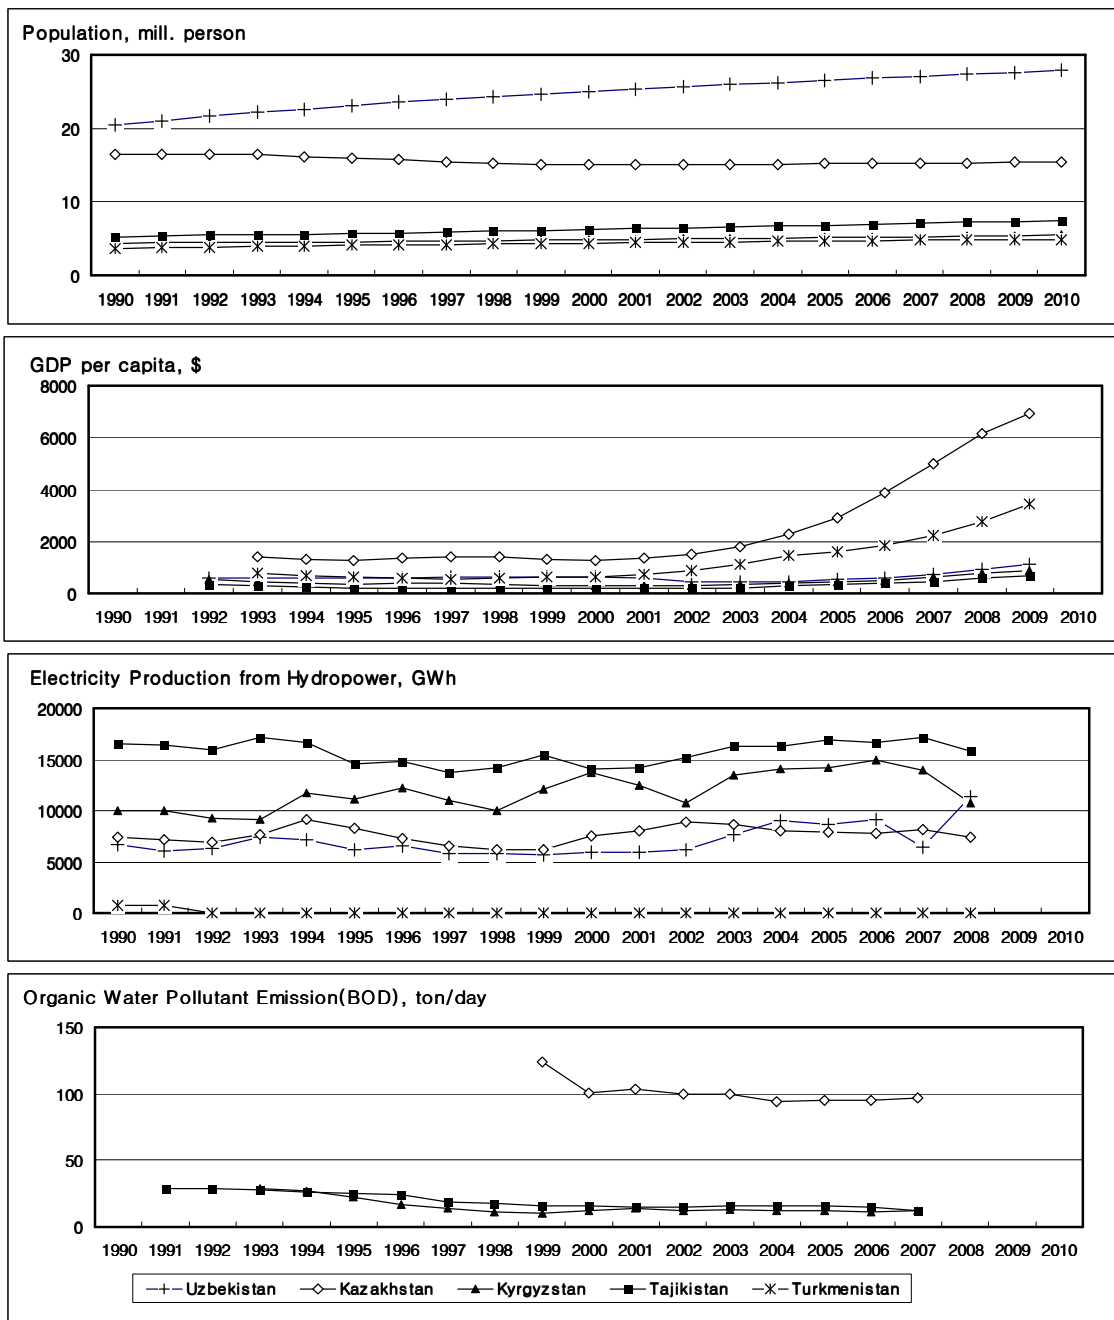 Population, mill. person
30
20
10
0
1990 1991 1992 1993 1994 1995 1996 1997 1998 1999 2000 2001 2002 2003 2004 2005 2006 2007 2008 2009 2010
GDP per capita, $
8000
6000
4000
2000
0
1990 1991 1992 1993 1994 1995 1996 1997 1998 1999 2000 2001 2002 2003 2004 2005 2006 2007 2008 2009 2010
Electricity Production from Hydropower, GWh
20000
15000
10000
5000
0
1990 1991 1992 1993 1994 1995 1996 1997 1998 1999 2000 2001 2002 2003 2004 2005 2006 2007 2008 2009 2010
Organic Water Pollutant Emission(BOD), ton/day
150
100
50
0
1990 1991 1992 1993 1994 1995 1996 1997 1998 1999 2000 2001 2002 2003 2004 2005 2006 2007 2008 2009 2010
Uzbekistan Kazakhstan Kyrgyzstan Tajikistan Turkmenistan